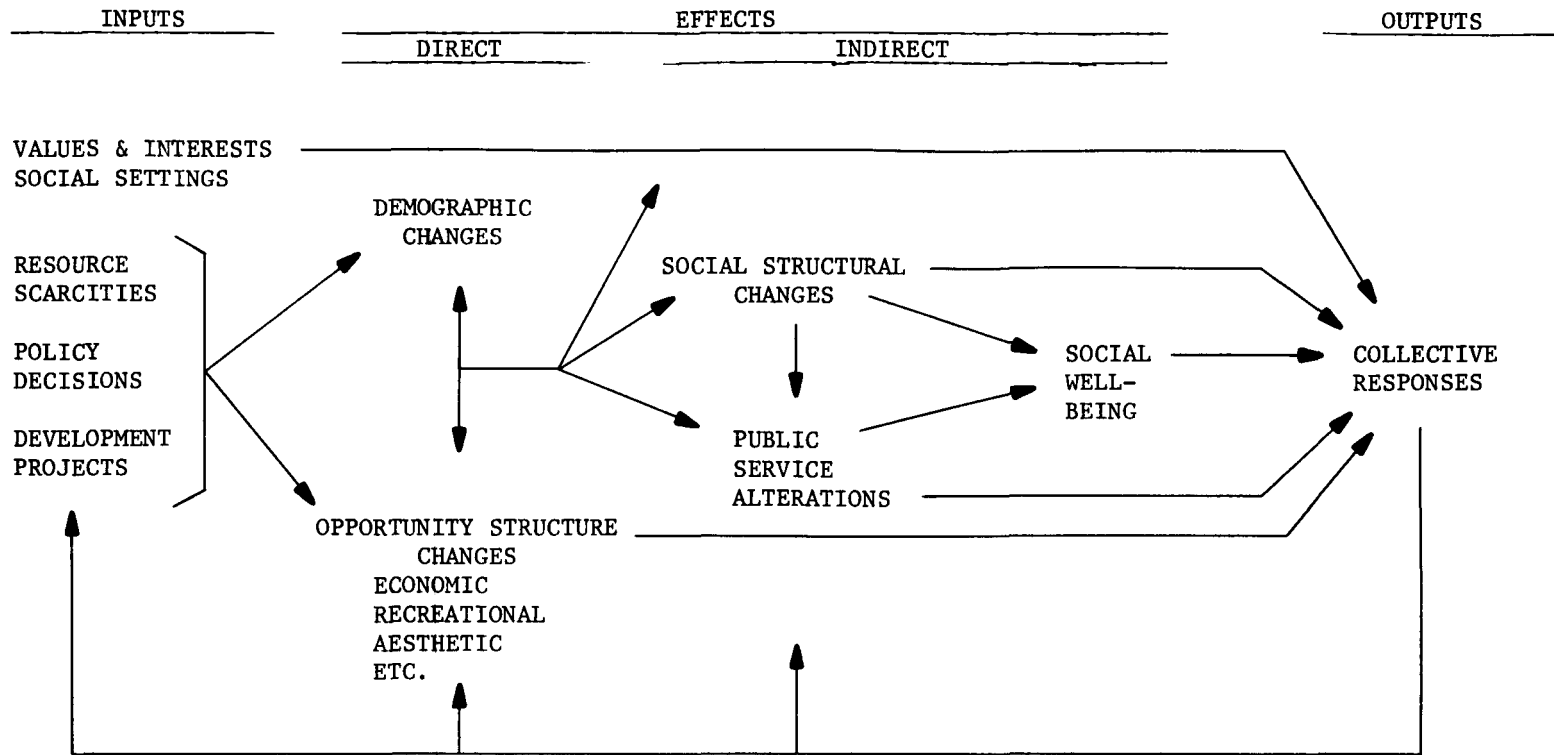 INPUTS
EFFECTS
OUTPUTS
DIRECT
INDIRECT
VALUES & INTERESTS
SOCIAL SETTINGS
RESOURCE
SCARCITIES
POLICY
DECISIONS
DEVELOPMENT
PROJECTS
DEMOGRAPHIC
CHANGES
OPPORTUNITY STRUCTURE
CHANGES
ECONOMIC
RECREATIONAL
AESTHETIC
ETC.
SOCIAL STRUCTURAL
CHANGES
PUBLIC
SERVICE
ALTERATIONS
SOCIAL
WELL-
BEING
COLLECTIVE
RESPONSES